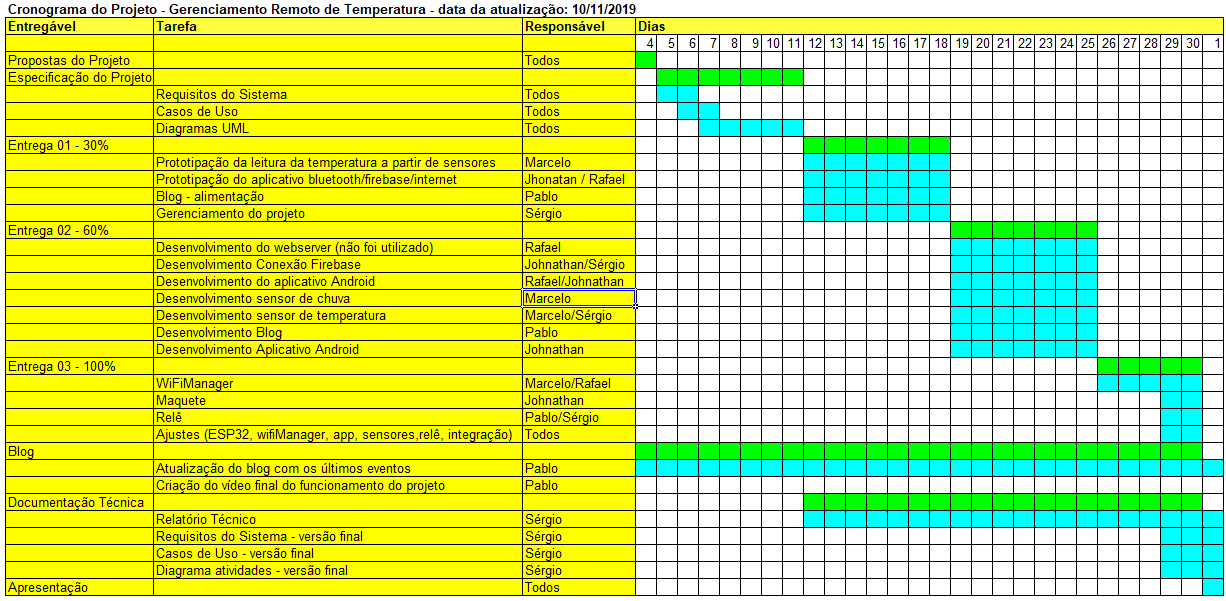 Cronograma do Projeto - Gerenciamento Remoto de Temperatura - data da atualização: 10/11/2019
Entregável Tarefa Responsável Dias
4 5 6 7 8 9 10 11 12 13 14 15 16 17 18 19 20 21 22 23 24 25 26 27 28 29 30 1
Propostas do Projeto Todos
Especificação do Projeto
Requisitos do Sistema Todos
Casos de Uso Todos
Diagramas UML Todos
Entrega 01 - 30%
Prototipação da leitura da temperatura a partir de sensores Marcelo
Prototipação do aplicativo bluetooth/firebase/internet Jhonatan / Rafael
Blog - alimentação Pablo
Gerenciamento do projeto Sérgio
Entrega 02 - 60%
Desenvolvimento do webserver (não foi utilizado) Rafael
Desenvolvimento Conexão Firebase Johnathan/Sérgio
Desenvolvimento do aplicativo Android Rafael/Johnathan
Desenvolvimento sensor de chuva Marcelo
Desenvolvimento sensor de temperatura Marcelo/Sérgio
Desenvolvimento Blog Pablo
Desenvolvimento Aplicativo Android Johnathan
Entrega 03 - 100%
WiFiManager Marcelo/Rafael
Maquete Johnathan
Relê Pablo/Sérgio
Ajustes (ESP32, wifiManager, app, sensores,relê, integração) Todos
Blog
Atualização do blog com os últimos eventos Pablo
Criação do vídeo final do funcionamento do projeto Pablo
Documentação Técnica
Relatório Técnico Sérgio
Requisitos do Sistema - versão final Sérgio
Casos de Uso - versão final Sérgio
Diagrama atividades - versão final Sérgio
Apresentação Todos